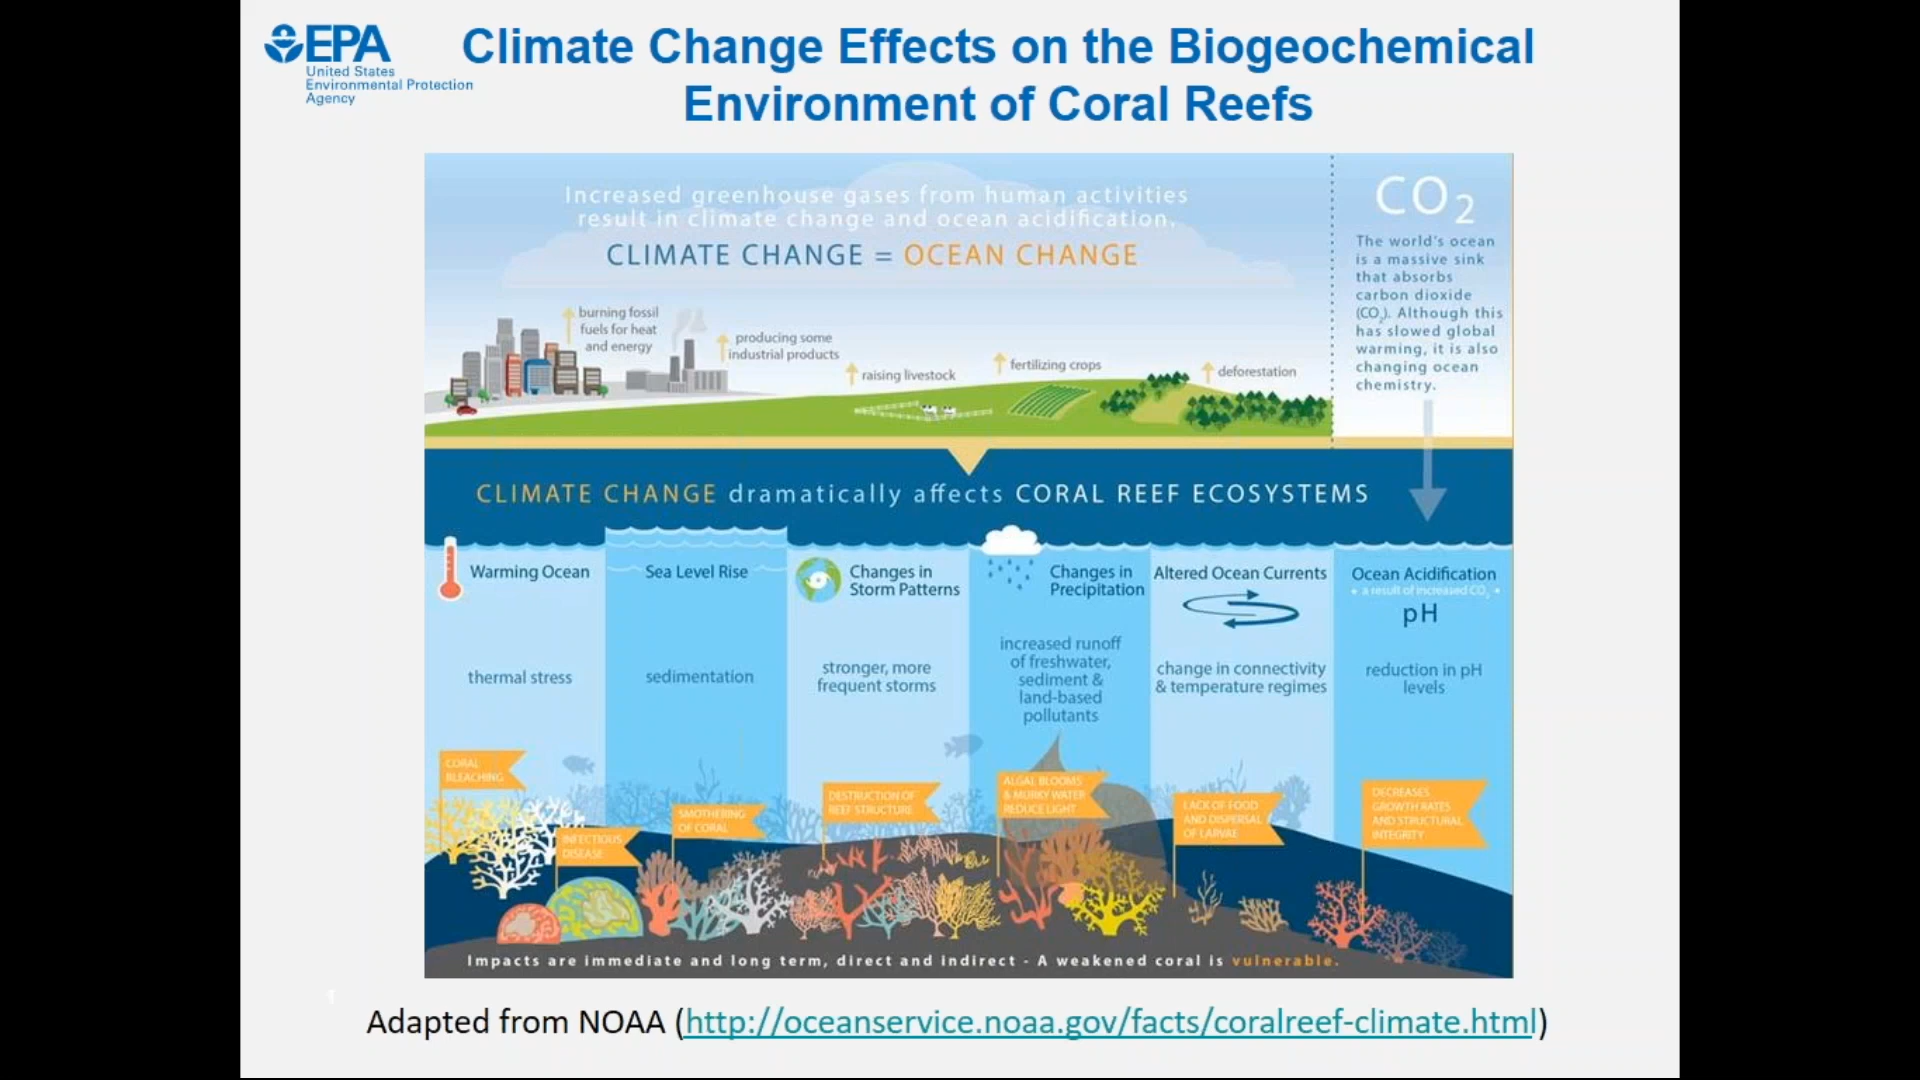 EPA
United States
Environmental Protection
Agency
Climate Change Effects on the Biogeochemical
Environment of Coral Reefs
Increased greenhouse gases from human activities
result in climate change and ocean acidification.
CLIMATE CHANGE = OCEAN CHANGE
burning fossil
fuels for heat
and energy
producing some
industrial products
raising livestock
fertilizing crops
deforestation
CO2
The world's ocean
is a massive sink
that absorbs
carbon dioxide
(CO2). Although this
has slowed global
warming, it is also
changing ocean
chemistry.
CLIMATE CHANGE dramatically affects CORAL REEF ECOSYSTEMS
Warming Ocean
thermal stress
CORAL
BLEACHING
INFECTIOUS
DISEASE
Sea Level Rise
sedimentation
SMOTHERING
OF CORAL
Changes in
Storm Patterns
stronger, more
frequent storms
DESTRUCTION OF
REEF STRUCTURE
Changes in
Precipitation
increased runoff
of freshwater,
sediment &
land-based
pollutants
ALGAL BLOOMS
& MURKY WATER
REDUCE LIGHT
Altered Ocean Currents
change in connectivity
& temperature regimes
LACK OF FOOD
AND DISPERSAL
OF LARVAE
Ocean Acidification
• a result of increased CO2 •
pH
reduction in pH
levels
DECREASES
GROWTH RATES
AND STRUCTURAL
INTEGRITY
Impacts are immediate and long term, direct and indirect - A weakened coral is vulnerable.
Adapted from NOAA (http://oceanservice.noaa.gov/facts/coralreef-climate.html)